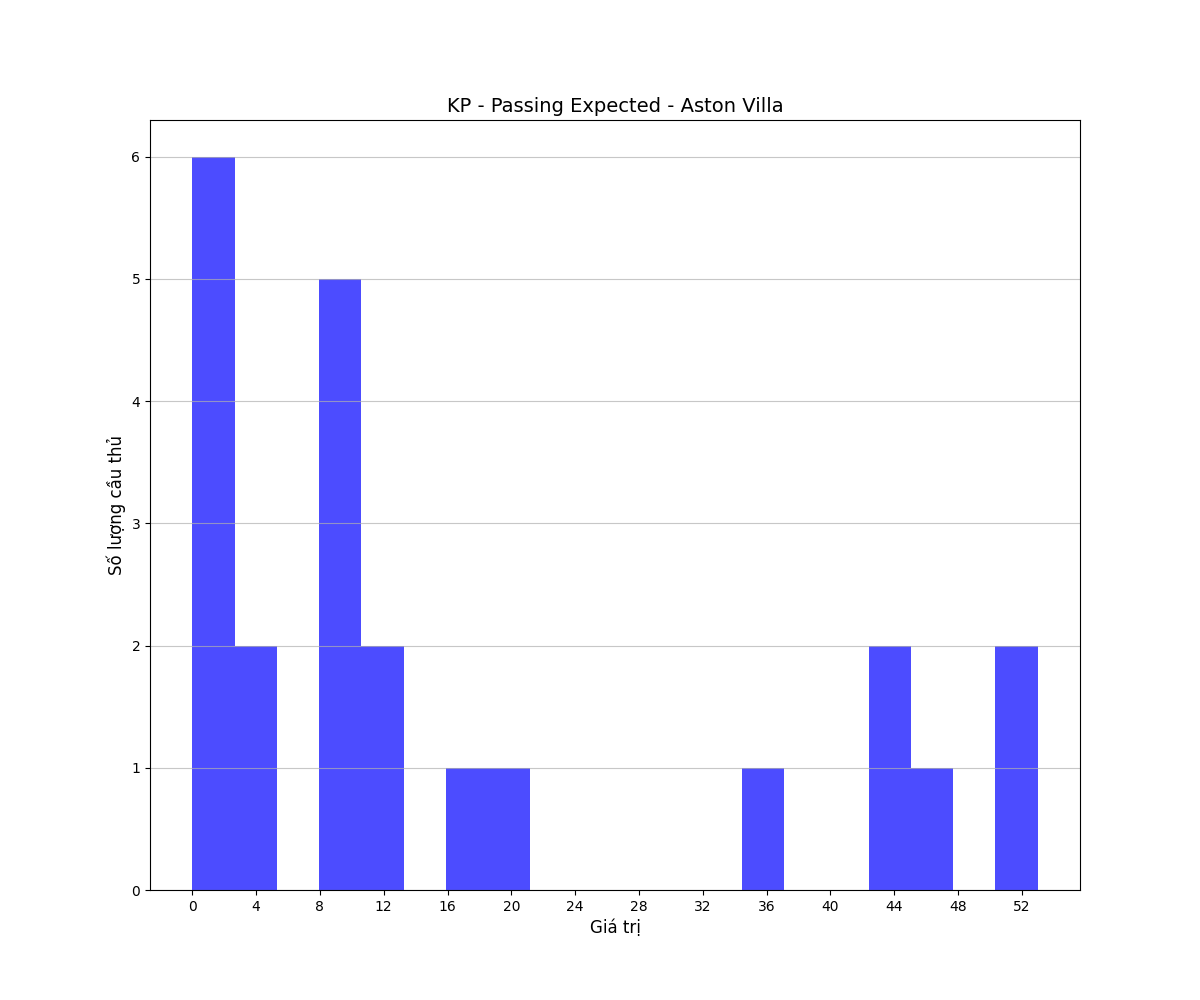 KP - Passing Expected - Aston Villa
6
5
4
3
2
1
0
Số lượng cầu thủ
0 4 8 12 16 20 24 28 32 36 40 44 48 52
Giá trị